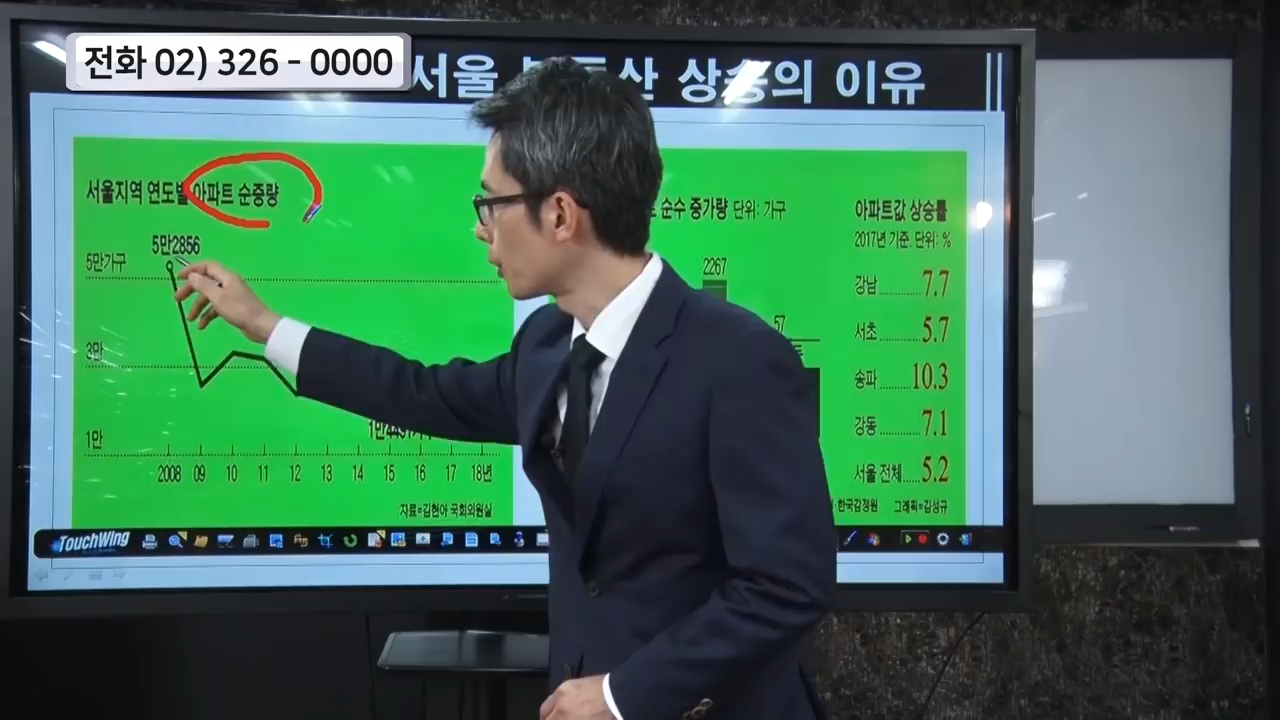 전화 02) 326 - 0000
서울 상승의 이유
서울지역 연도별 아파트 순증량
5만2856
5만가구
3만
1만
2008 09 10 11 12 13 14 15 16 17 18년
자료=김현아 국회의원실
순수 증가량 단위: 가구
2267
57
아파트값 상승률
2017년 기준. 단위: %
강남 7.7
서초 5.7
송파 10.3
강동 7.1
서울 전체 5.2
한국감정원 그래픽=김성규
TouchWing